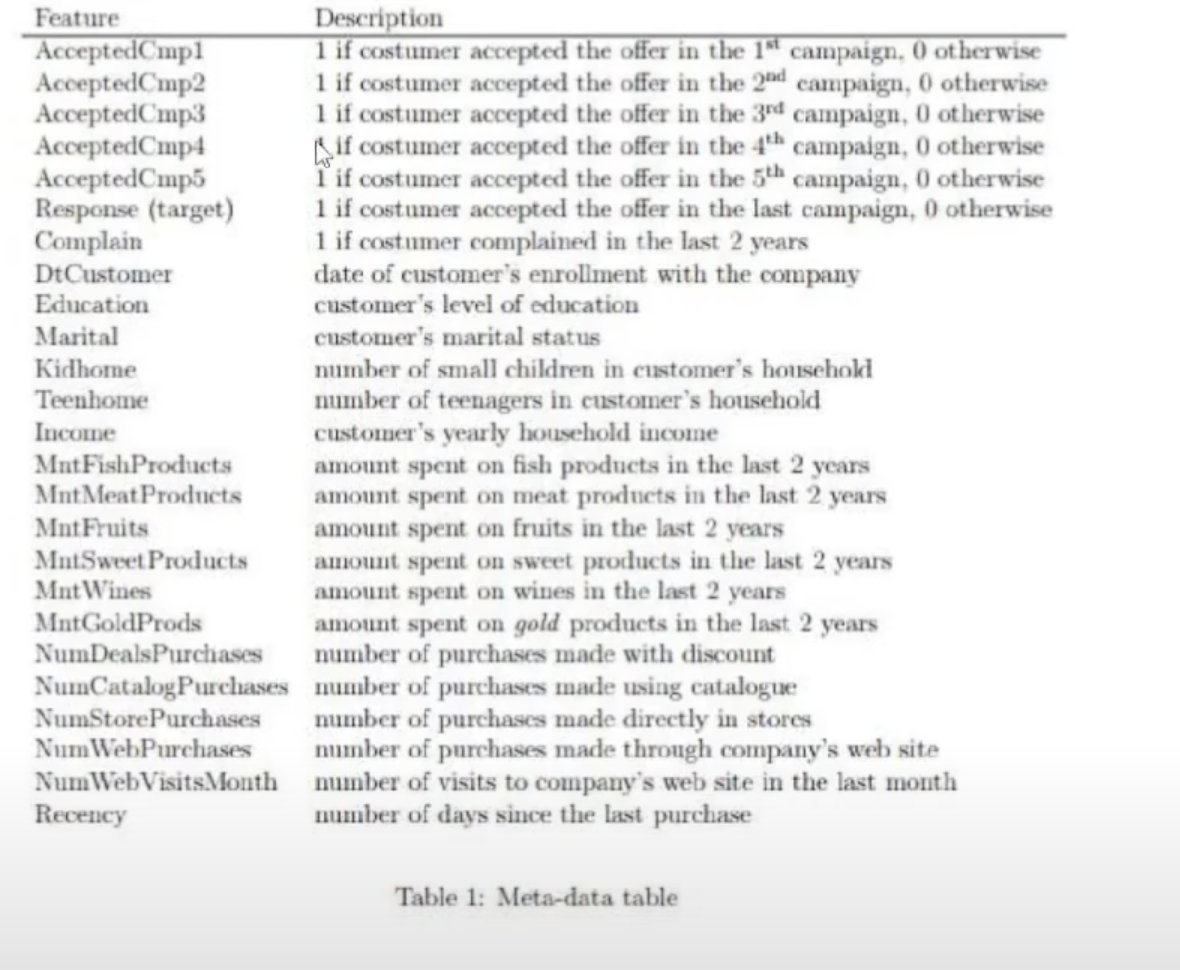 Feature Description
AcceptedCmp1 1 if costumer accepted the offer in the 1st campaign, 0 otherwise
AcceptedCmp2 1 if costumer accepted the offer in the 2nd campaign, 0 otherwise
AcceptedCmp3 1 if costumer accepted the offer in the 3rd campaign, 0 otherwise
AcceptedCmp4 if costumer accepted the offer in the 4th campaign, 0 otherwise
AcceptedCmp5 1 if costumer accepted the offer in the 5th campaign, 0 otherwise
Response (target) 1 if costumer accepted the offer in the last campaign, 0 otherwise
Complain 1 if costumer complained in the last 2 years
DtCustomer date of customer's enrollment with the company
Education customer's level of education
Marital customer's marital status
Kidhome number of small children in customer's household
Teenhome number of teenagers in customer's household
Income customer's yearly household income
MntFishProducts amount spent on fish products in the last 2 years
MntMeatProducts amount spent on meat products in the last 2 years
MntFruits amount spent on fruits in the last 2 years
MntSweetProducts amount spent on sweet products in the last 2 years
MntWines amount spent on wines in the last 2 years
MntGoldProds amount spent on gold products in the last 2 years
NumDealsPurchases number of purchases made with discount
NumCatalogPurchases number of purchases made using catalogue
NumStorePurchases number of purchases made directly in stores
NumWebPurchases number of purchases made through company's web site
NumWebVisitsMonth number of visits to company's web site in the last month
Recency number of days since the last purchase
Table 1: Meta-data table